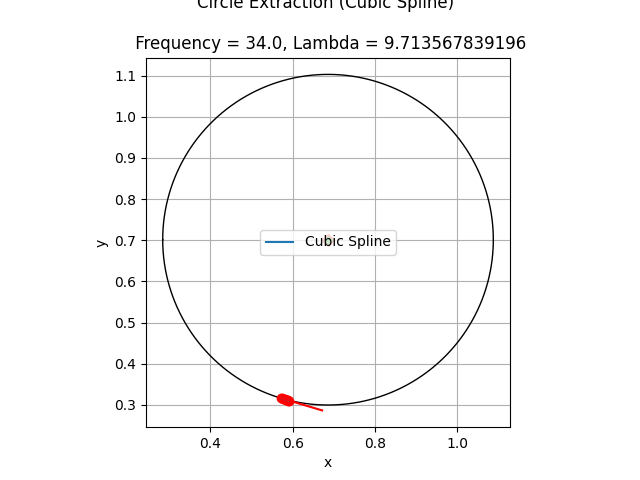 Circle Extraction (Cubic Spline)
Frequency = 34.0, Lambda = 9.713567839196
1.1
1.0
0.9
0.8
0.7
0.6
0.5
0.4
0.3
y
Cubic Spline
0.4 0.6 0.8 1.0
x